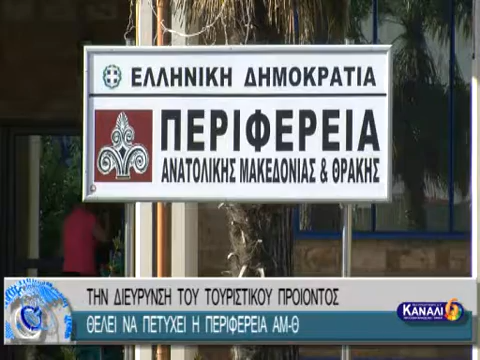 ΕΛΛΗΝΙΚΗ ΔΗΜΟΚΡΑΤΙΑ
ΠΕΡΙΦΕΡΕΙΑ
ΑΝΑΤΟΛΙΚΗΣ ΜΑΚΕΔΟΝΙΑΣ & ΘΡΑΚΗΣ
ΤΗΝ ΔΙΕΥΡΥΝΣΗ ΤΟΥ ΤΟΥΡΙΣΤΙΚΟΥ ΠΡΟΙΟΝΤΟΣ
ΘΕΛΕΙ ΝΑ ΠΕΤΥΧΕΙ Η ΠΕΡΙΦΕΡΕΙΑ ΑΜ-Θ
ΚΑΝΑΛΙ 6